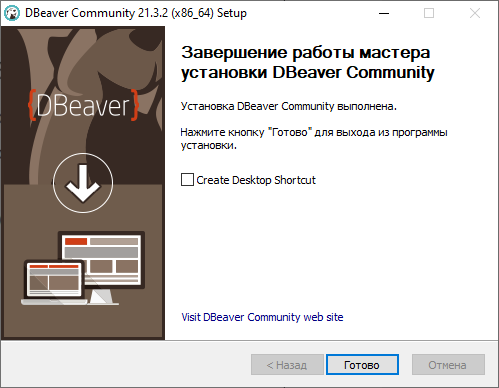 DBeaver Community 21.3.2 (x86_64) Setup
{DBeaver}
Завершение работы мастера
установки DBeaver Community
Установка DBeaver Community выполнена.
Нажмите кнопку "Готово" для выхода из программы
установки.
Create Desktop Shortcut
Visit DBeaver Community web site
< Назад
Готово
Отмена